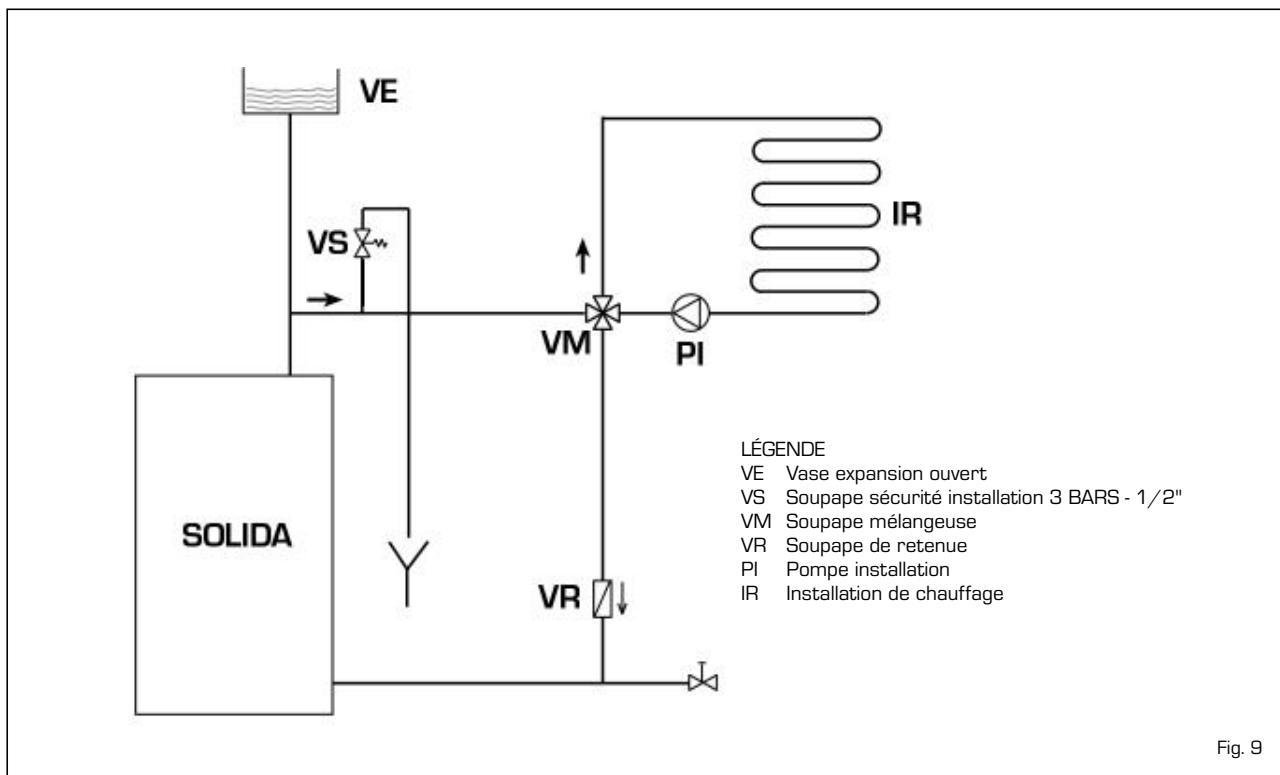 VE
VS
IR
VM
PI
SOLIDA
VR
LÉGENDE
VE Vase expansion ouvert
VS Soupape sécurité installation 3 BARS - 1/2"
VM Soupape mélangeuse
VR Soupape de retenue
PI Pompe installation
IR Installation de chauffage
Fig. 9